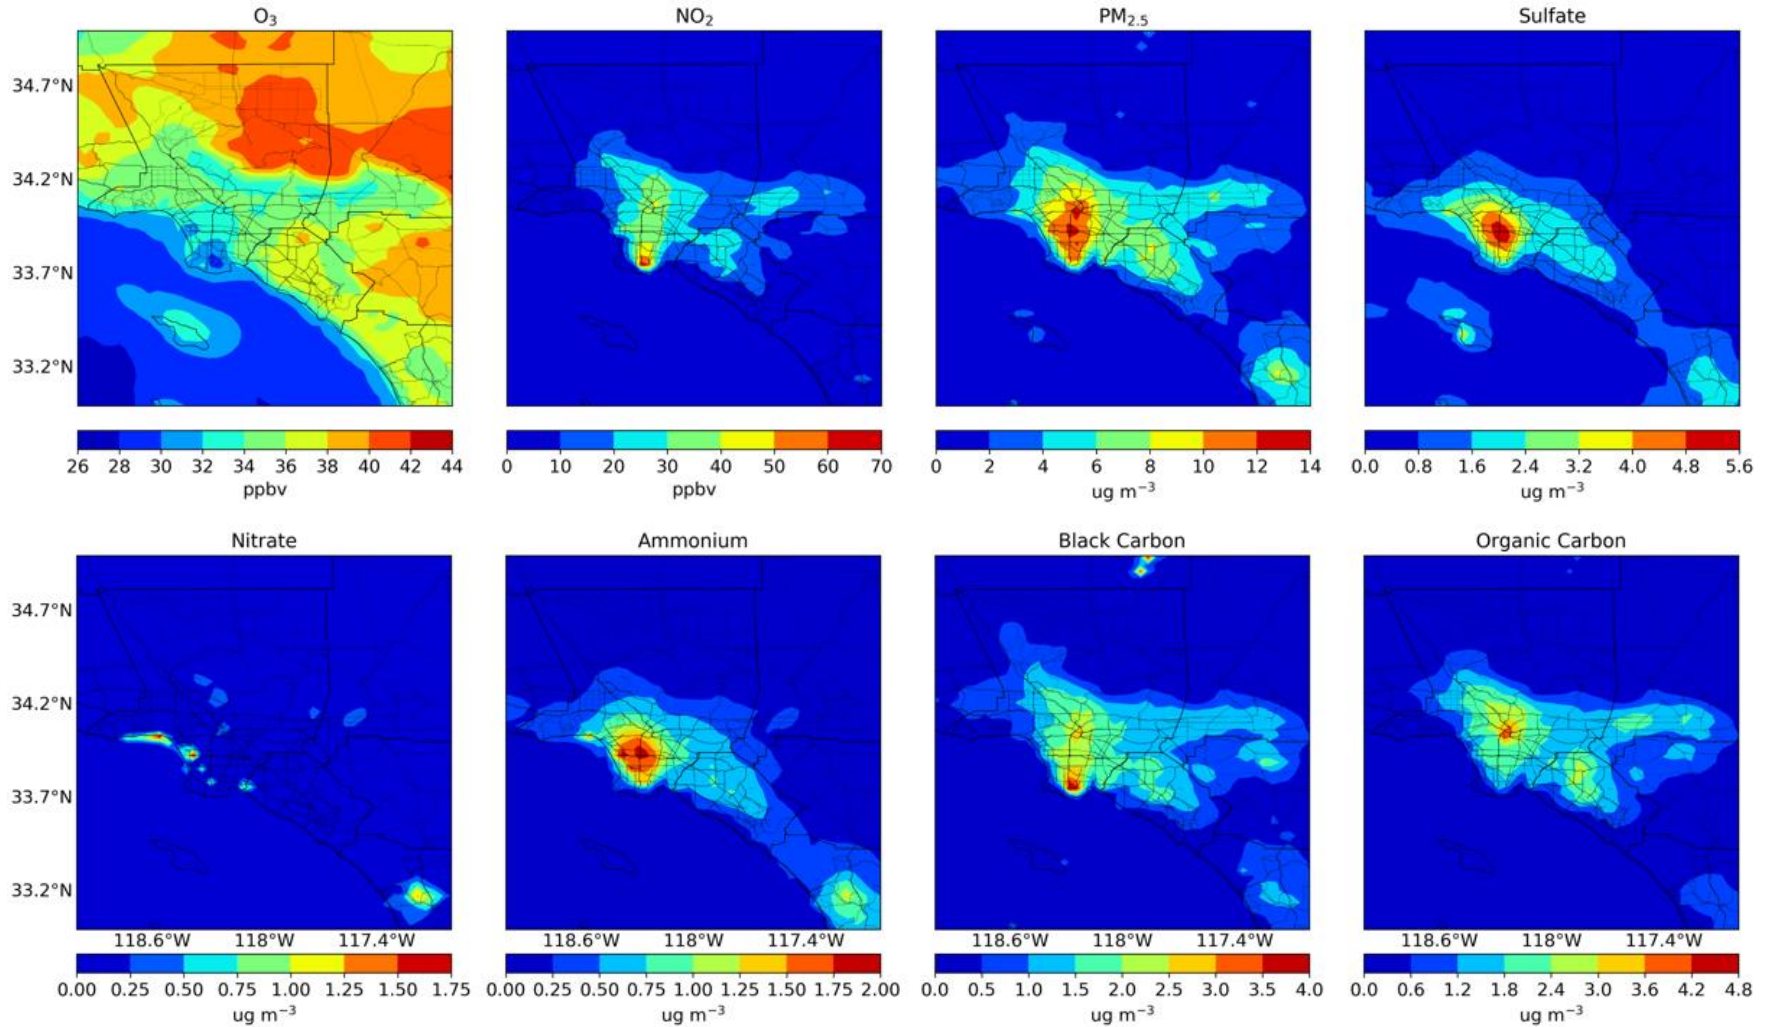 O₃ NO₂ PM₂.₅ Sulfate
34.7°N
34.2°N
33.7°N
33.2°N
26 28 30 32 34 36 38 40 42 44 0 10 20 30 40 50 60 70 0 2 4 6 8 10 12 14 0.0 0.8 1.6 2.4 3.2 4.0 4.8 5.6
ppbv ppbv ug m⁻³ ug m⁻³
Nitrate Ammonium Black Carbon Organic Carbon
34.7°N
34.2°N
33.7°N
33.2°N
118.6°W 118°W 117.4°W 118.6°W 118°W 117.4°W 118.6°W 118°W 117.4°W 118.6°W 118°W 117.4°W
0.00 0.25 0.50 0.75 1.00 1.25 1.50 1.75 0.00 0.25 0.50 0.75 1.00 1.25 1.50 1.75 2.00 0.0 0.5 1.0 1.5 2.0 2.5 3.0 3.5 4.0 0.0 0.6 1.2 1.8 2.4 3.0 3.6 4.2 4.8
ug m⁻³ ug m⁻³ ug m⁻³ ug m⁻³